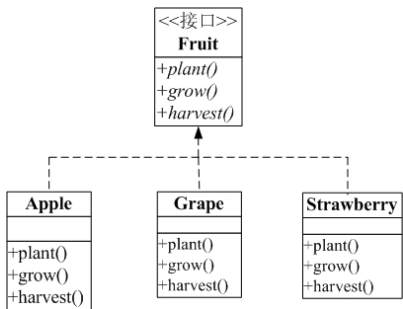 <<接口>>
Fruit
+plant()
+grow()
+harvest()
Apple
+plant()
+grow()
+harvest()
Grape
+plant()
+grow()
+harvest()
Strawberry
+plant()
+grow()
+harvest()